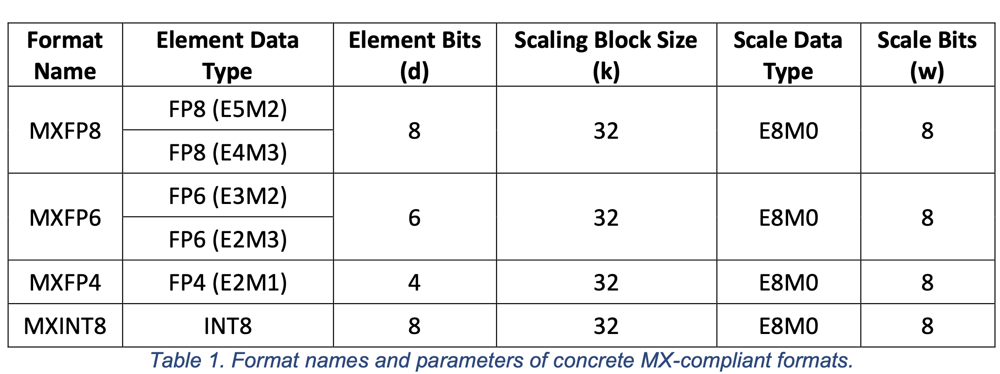 Format Name Element Data Type Element Bits (d) Scaling Block Size (k) Scale Data Type Scale Bits (w)
MXFP8 FP8 (E5M2) 8 32 E8M0 8
FP8 (E4M3)
MXFP6 FP6 (E3M2) 6 32 E8M0 8
FP6 (E2M3)
MXFP4 FP4 (E2M1) 4 32 E8M0 8
MXINT8 INT8 8 32 E8M0 8
Table 1. Format names and parameters of concrete MX-compliant formats.